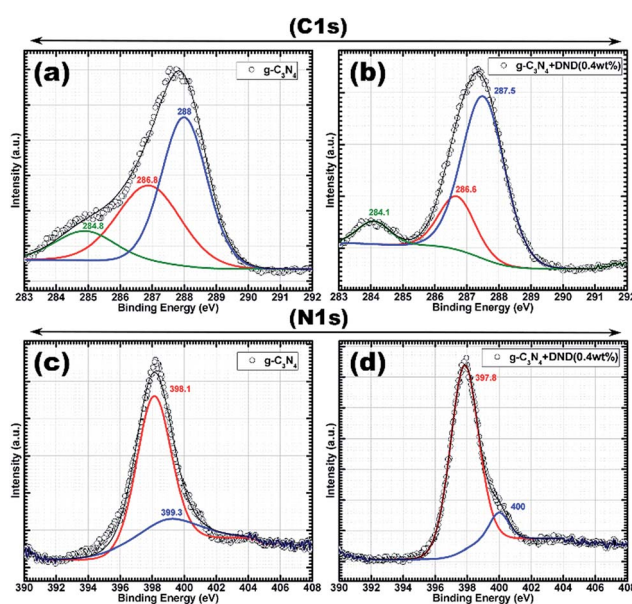 (C1s)
(a)
g-C₃N₄
288
286.8
284.8
Intensity (a.u.)
283 284 285 286 287 288 289 290 291 292
Binding Energy (eV)
(b)
g-C₃N₄+DND(0.4wt%)
287.5
286.6
284.1
Intensity (a.u.)
283 284 285 286 287 288 289 290 291 292
Binding Energy (eV)
(N1s)
(c)
g-C₃N₄
398.1
399.3
Intensity (a.u.)
390 392 394 396 398 400 402 404 406 408
Binding Energy (eV)
(d)
g-C₃N₄+DND(0.4wt%)
397.8
400
Intensity (a.u.)
390 392 394 396 398 400 402 404 406 408
Binding Energy (eV)